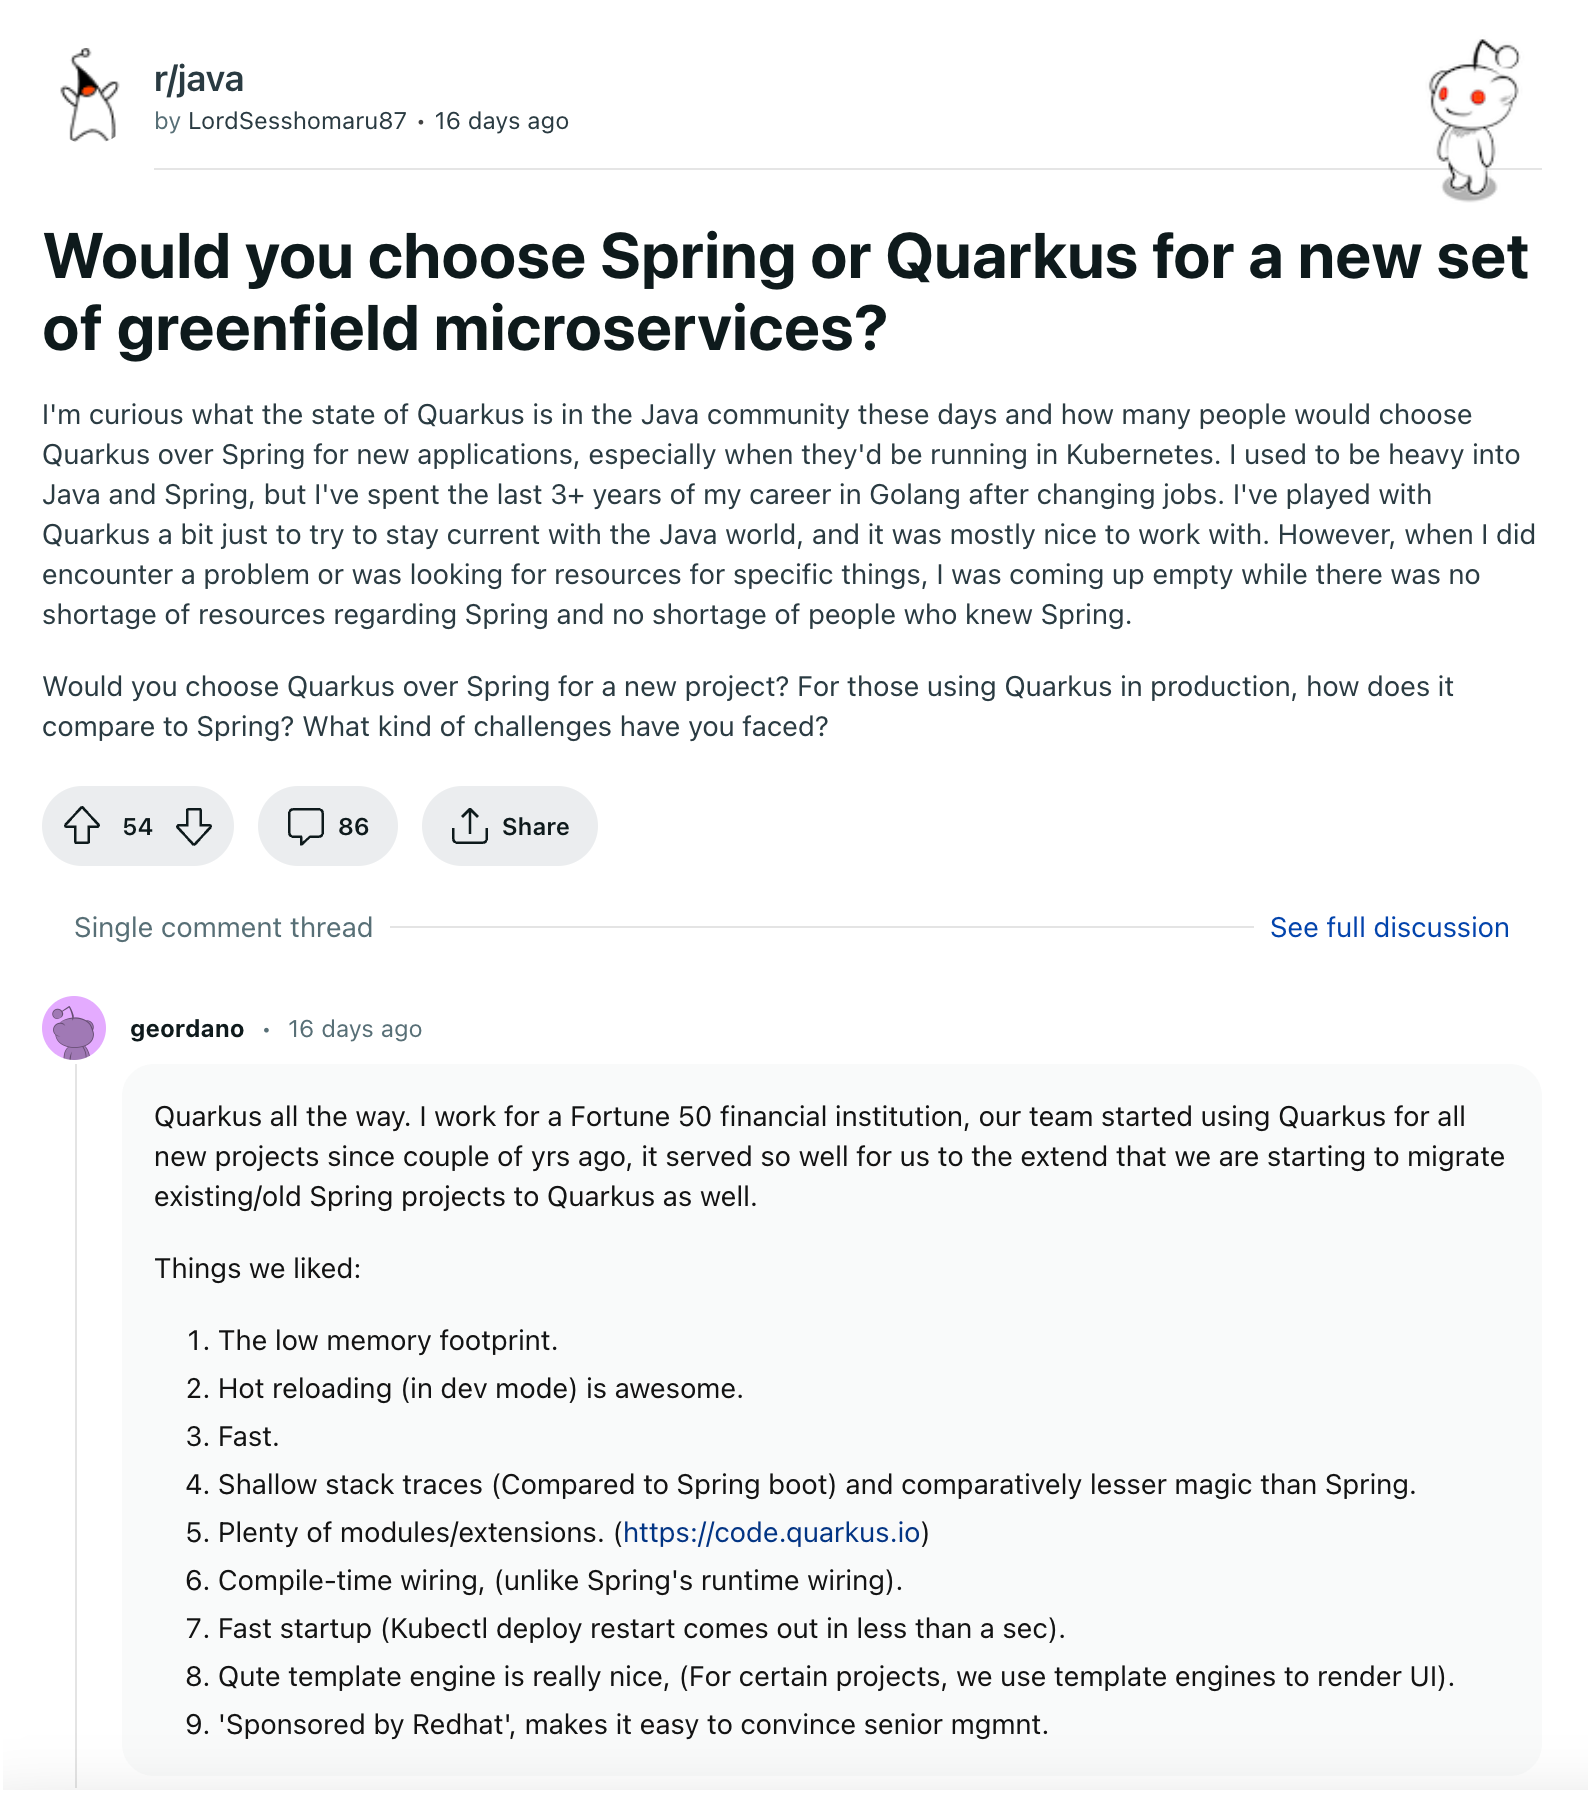 r/java
by LordSesshomaru87 • 16 days ago
Would you choose Spring or Quarkus for a new set
of greenfield microservices?
I'm curious what the state of Quarkus is in the Java community these days and how many people would choose
Quarkus over Spring for new applications, especially when they'd be running in Kubernetes. I used to be heavy into
Java and Spring, but I've spent the last 3+ years of my career in Golang after changing jobs. I've played with
Quarkus a bit just to try to stay current with the Java world, and it was mostly nice to work with. However, when I did
encounter a problem or was looking for resources for specific things, I was coming up empty while there was no
shortage of resources regarding Spring and no shortage of people who knew Spring.
Would you choose Quarkus over Spring for a new project? For those using Quarkus in production, how does it
compare to Spring? What kind of challenges have you faced?
54 86 Share
Single comment thread See full discussion
geordano • 16 days ago
Quarkus all the way. I work for a Fortune 50 financial institution, our team started using Quarkus for all
new projects since couple of yrs ago, it served so well for us to the extend that we are starting to migrate
existing/old Spring projects to Quarkus as well.
Things we liked:
1. The low memory footprint.
2. Hot reloading (in dev mode) is awesome.
3. Fast.
4. Shallow stack traces (Compared to Spring boot) and comparatively lesser magic than Spring.
5. Plenty of modules/extensions. (https://code.quarkus.io)
6. Compile-time wiring, (unlike Spring's runtime wiring).
7. Fast startup (Kubectl deploy restart comes out in less than a sec).
8. Qute template engine is really nice, (For certain projects, we use template engines to render UI).
9. 'Sponsored by Redhat', makes it easy to convince senior mgmnt.